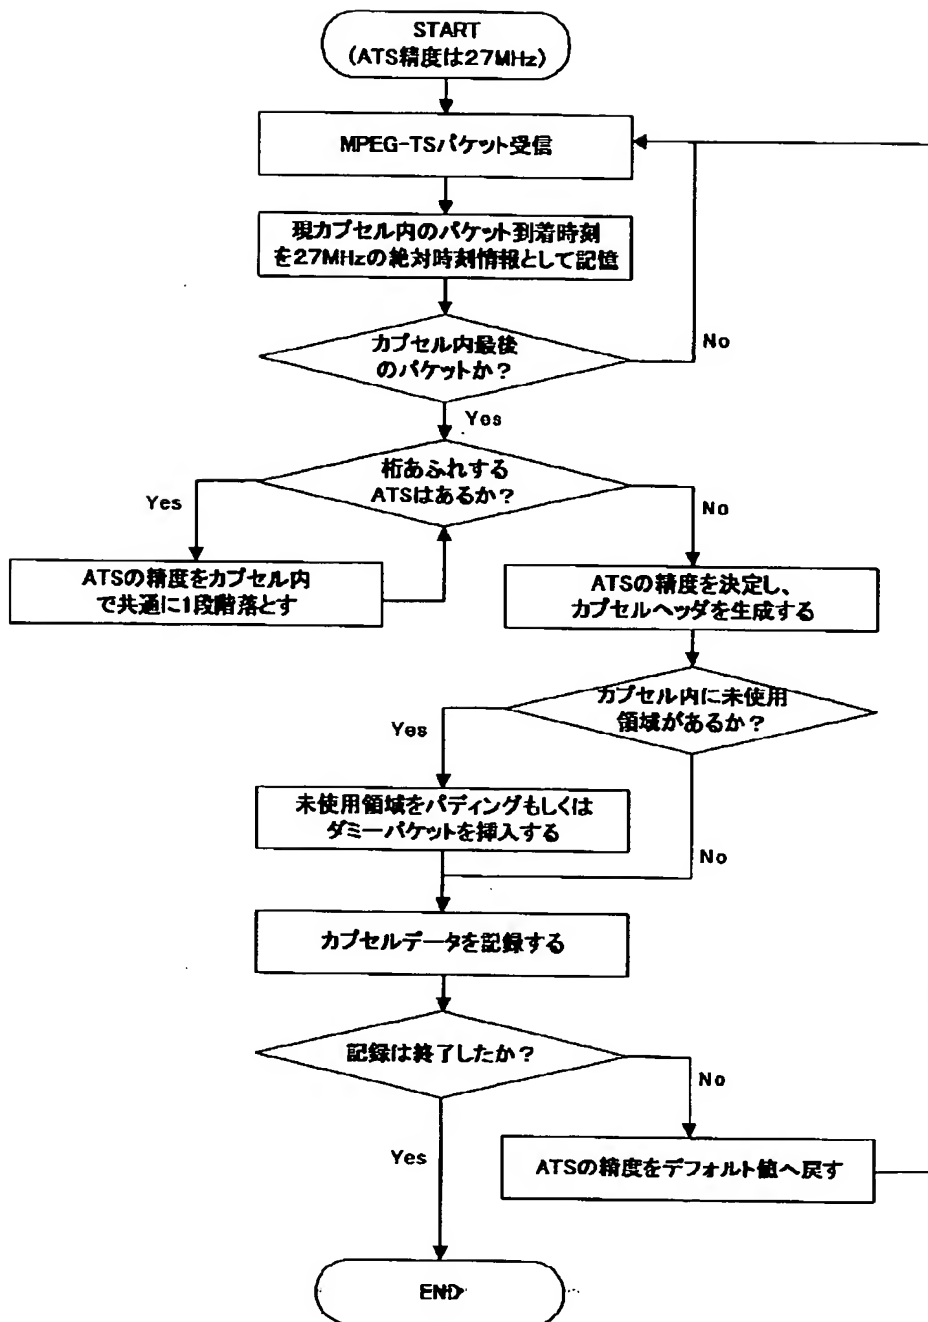 START
(ATS精度は27MHz)
MPEG-TSパケット受信
現カプセル内のパケット到着時刻
を27MHzの絶対時刻情報として記憶
カプセル内最後
のパケットか？
No
Yes
桁あふれする
ATSはあるか？
Yes
No
ATSの精度をカプセル内
で共通に1段階落とす
ATSの精度を決定し、
カプセルヘッダを生成する
カプセル内に未使用
領域があるか？
Yes
未使用領域をパディングもしくは
ダミーパケットを挿入する
No
カプセルデータを記録する
記録は終了したか？
No
Yes
ATSの精度をデフォルト値へ戻す
END